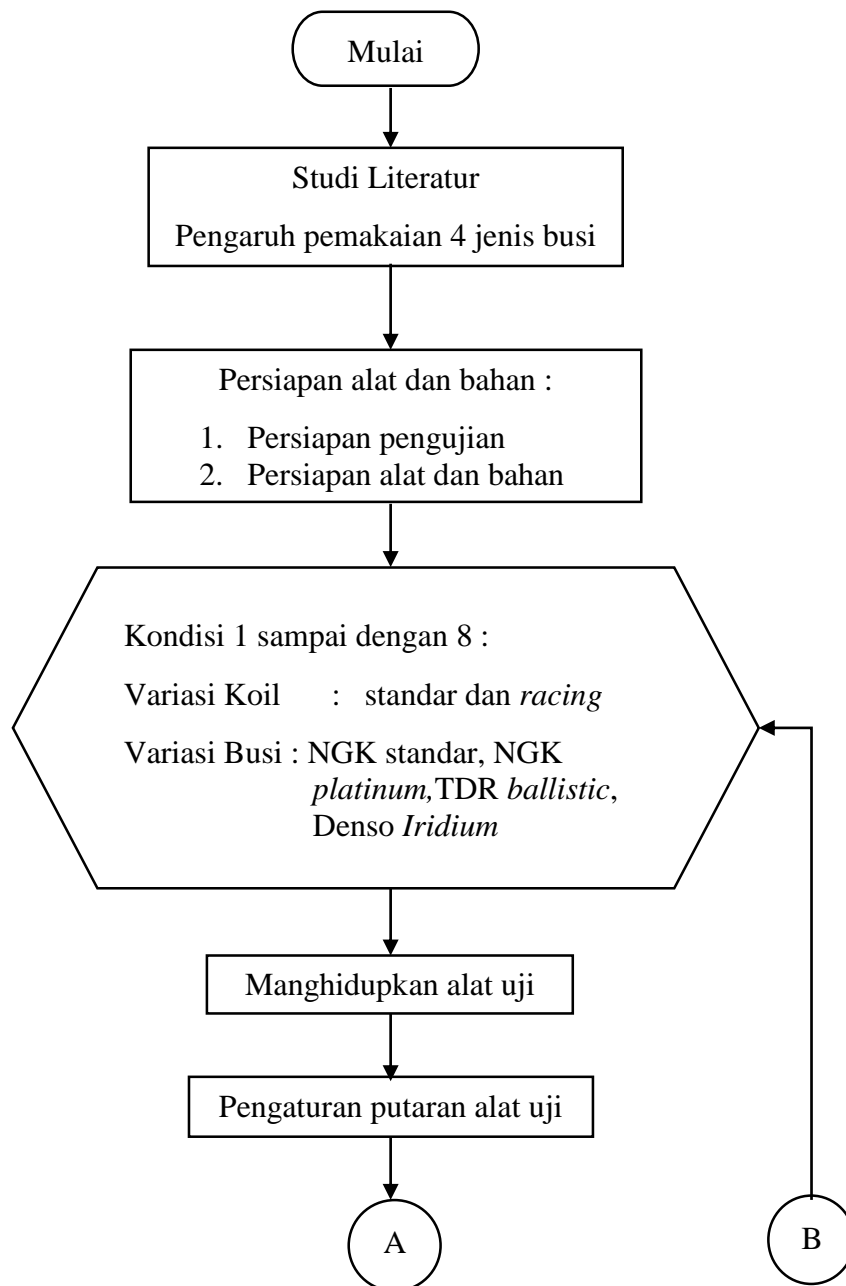 Mulai
Studi Literatur
Pengaruh pemakaian 4 jenis busi
Persiapan alat dan bahan :
1. Persiapan pengujian
2. Persiapan alat dan bahan
Kondisi 1 sampai dengan 8 :
Variasi Koil : standar dan racing
Variasi Busi : NGK standar, NGK
platinum,TDR ballistic,
Denso Iridium
Manghidupkan alat uji
Pengaturan putaran alat uji
A
B